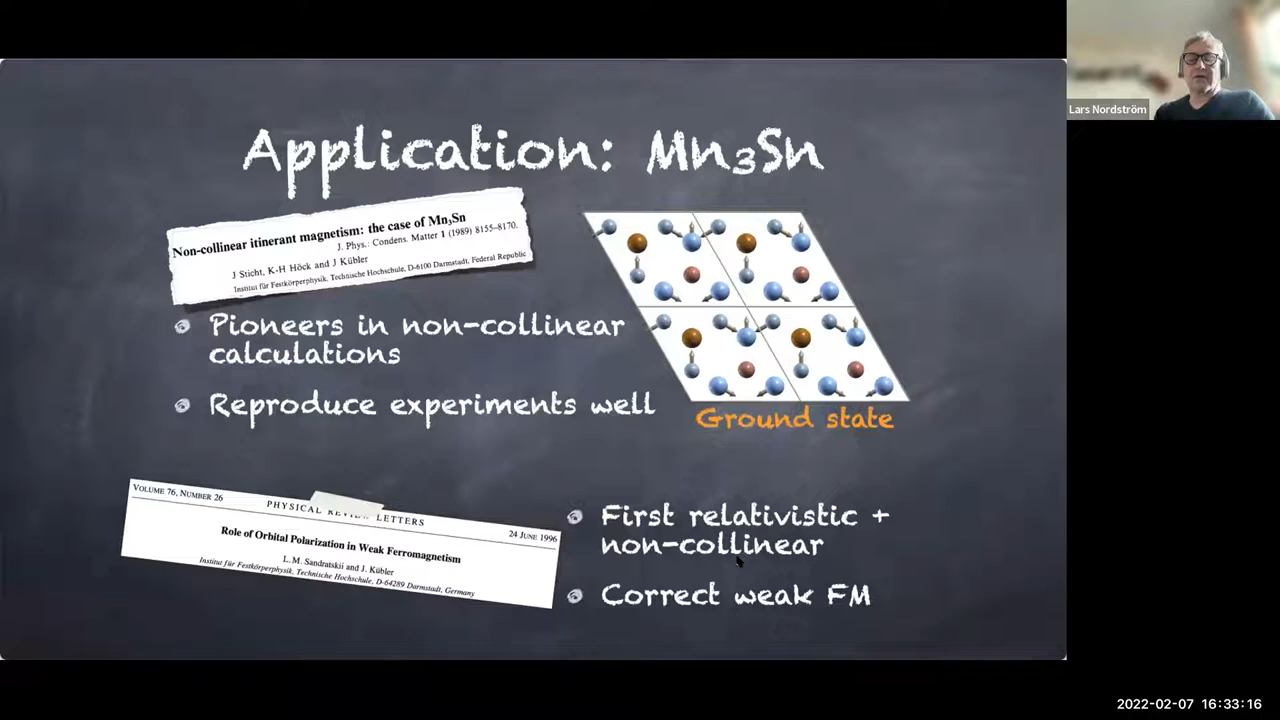 Lars Nordström
Application: Mn₃Sn
Non-collinear itinerant magnetism: the case of Mn₃Sn
J. Phys.: Condens. Matter 1 (1989) 8155–8170.
J Sticht, K-H Höck and J Kübler
Institut für Festkörperphysik, Technische Hochschule, D-6100 Darmstadt, Federal Republic
Pioneers in non-collinear
calculations
Reproduce experiments well
Ground state
VOLUME 76, NUMBER 26
PHYSICAL REVIEW LETTERS
24 JUNE 1996
Role of Orbital Polarization in Weak Ferromagnetism
L. M. Sandratskii and J. Kübler
Institut für Festkörperphysik, Technische Hochschule, D-64289 Darmstadt, Germany
First relativistic +
non-collinear
Correct weak FM
2022-02-07 16:33:16